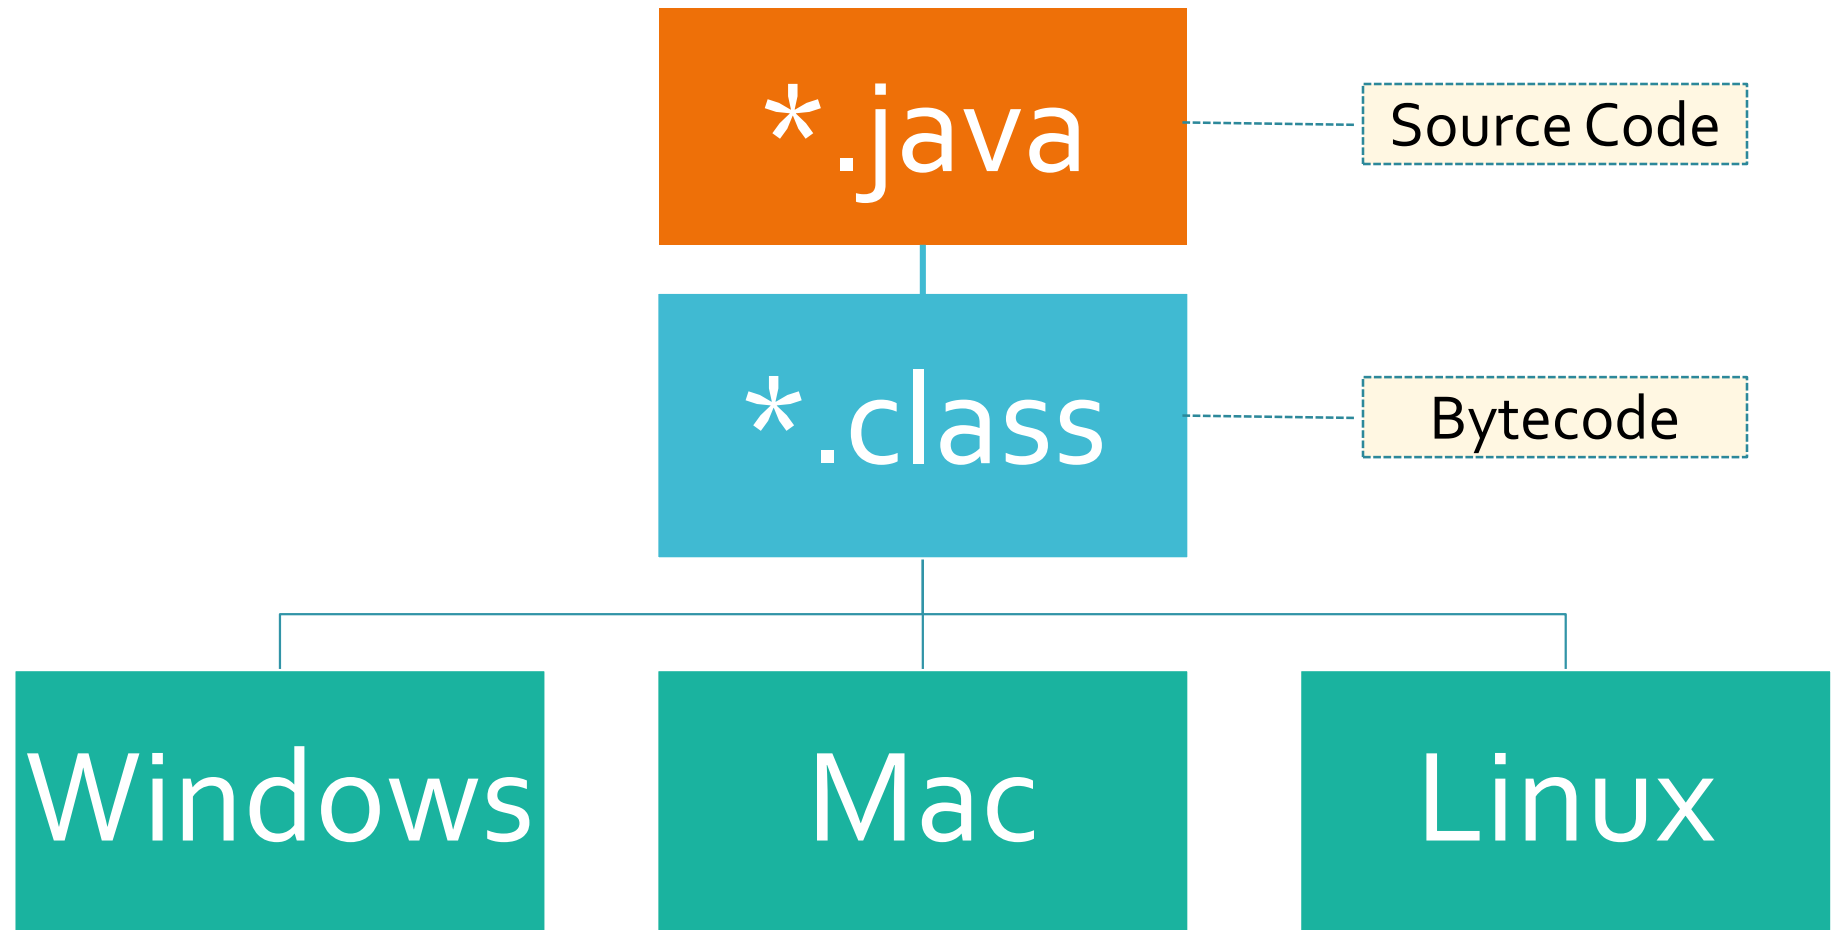 *.java
Source Code
*.class
Bytecode
Windows
Mac
Linux